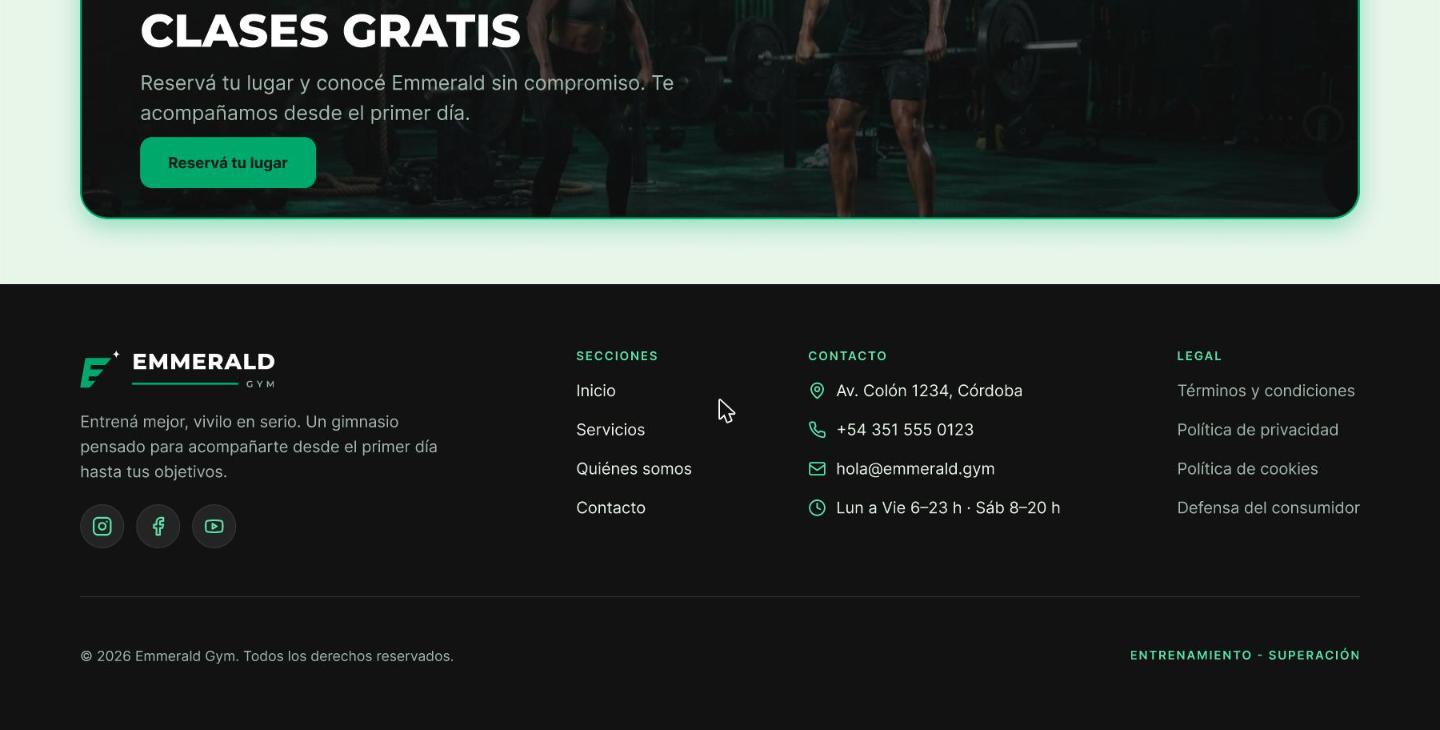 CLASES GRATIS
Reservá tu lugar y conocé Emmerald sin compromiso. Te
acompañamos desde el primer día.
Reservá tu lugar
EMMERALD
GYM
Entrená mejor, vivilo en serio. Un gimnasio
pensado para acompañarte desde el primer día
hasta tus objetivos.
SECCIONES
Inicio
Servicios
Quiénes somos
Contacto
CONTACTO
Av. Colón 1234, Córdoba
+54 351 555 0123
hola@emmerald.gym
Lun a Vie 6–23 h · Sáb 8–20 h
LEGAL
Términos y condiciones
Política de privacidad
Política de cookies
Defensa del consumidor
© 2026 Emmerald Gym. Todos los derechos reservados.
ENTRENAMIENTO - SUPERACIÓN